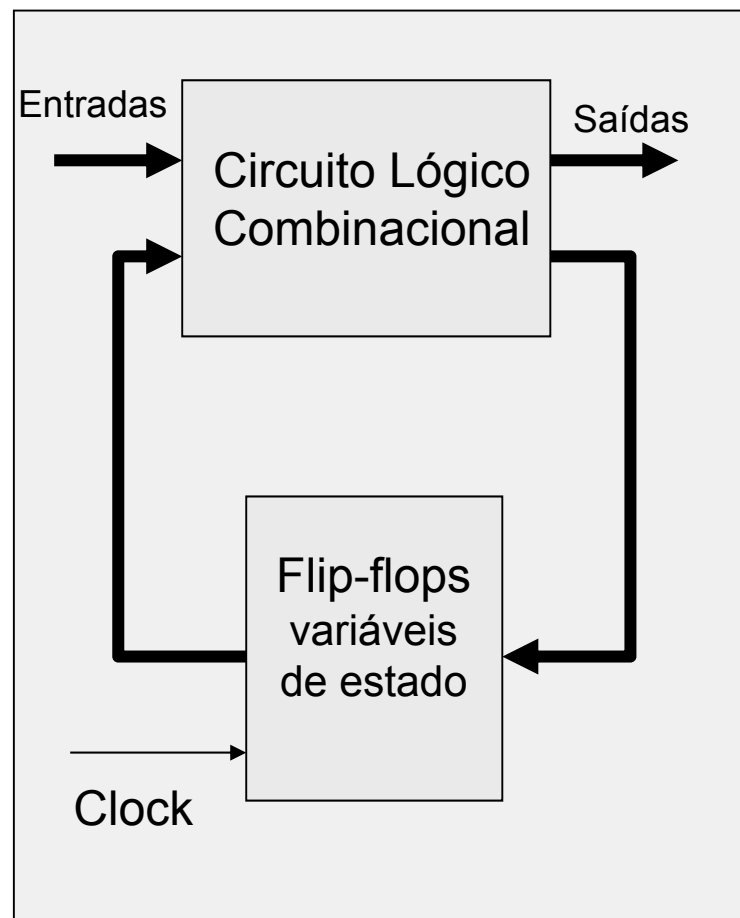 Entradas
Saídas
Circuito Lógico
Combinacional
Flip-flops
variáveis
de estado
Clock